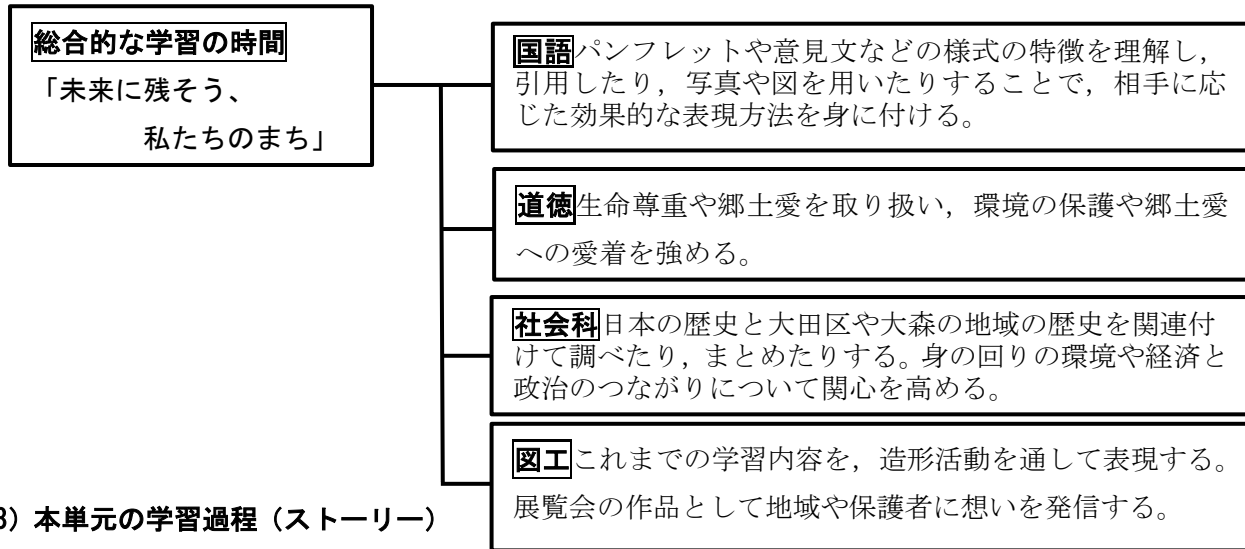 総合的な学習の時間
「未来に残そう、
私たちのまち」
国語パンフレットや意見文などの様式の特徴を理解し，
引用したり，写真や図を用いたりすることで，相手に応
じた効果的な表現方法を身に付ける。
道徳生命尊重や郷土愛を取り扱い，環境の保護や郷土愛
への愛着を強める。
社会科日本の歴史と大田区や大森の地域の歴史を関連付
けて調べたり，まとめたりする。身の回りの環境や経済と
政治のつながりについて関心を高める。
図工これまでの学習内容を，造形活動を通して表現する。
展覧会の作品として地域や保護者に想いを発信する。
3）本単元の学習過程（ストーリー）